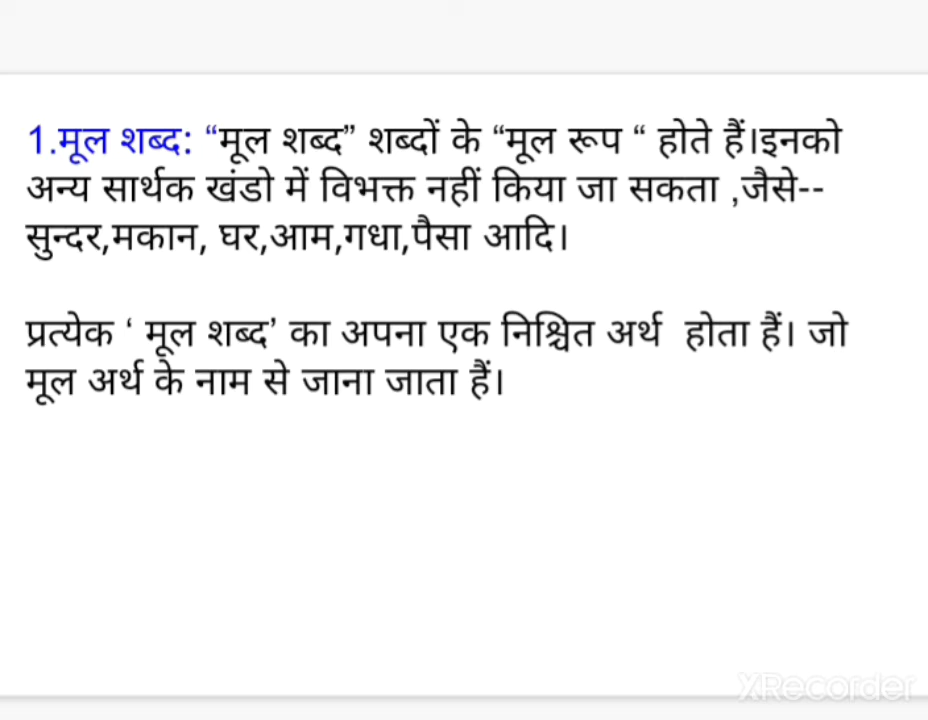 1.मूल शब्द: “मूल शब्द” शब्दों के “मूल रूप “ होते हैं।इनको
अन्य सार्थक खंडो में विभक्त नहीं किया जा सकता ,जैसे--
सुन्दर,मकान, घर,आम,गधा,पैसा आदि।
प्रत्येक ‘ मूल शब्द’ का अपना एक निश्चित अर्थ होता हैं। जो
मूल अर्थ के नाम से जाना जाता हैं।
XRecorder